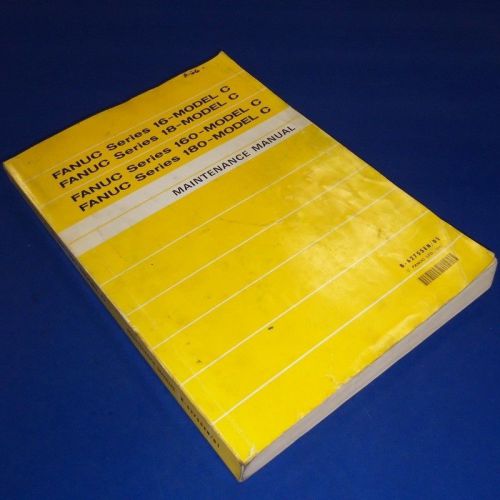 FANUC Series 16-MODEL C
FANUC Series 18-MODEL C
FANUC Series 160-MODEL C
FANUC Series 180-MODEL C
MAINTENANCE MANUAL